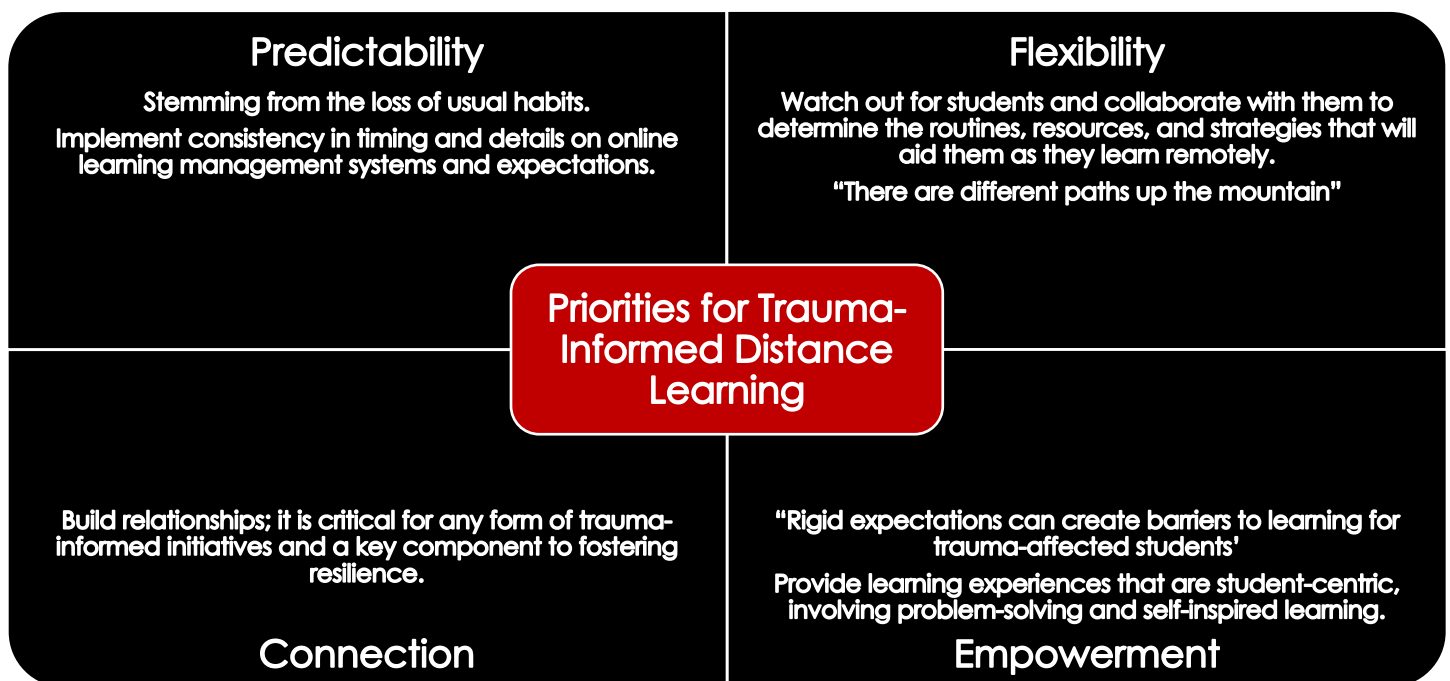 Predictability
Stemming from the loss of usual habits.
Implement consistency in timing and details on online
learning management systems and expectations.
Flexibility
Watch out for students and collaborate with them to
determine the routines, resources, and strategies that will
aid them as they learn remotely.
“There are different paths up the mountain”
Priorities for Trauma-
Informed Distance
Learning
Build relationships; it is critical for any form of trauma-
informed initiatives and a key component to fostering
resilience.
Connection
“Rigid expectations can create barriers to learning for
trauma-affected students’
Provide learning experiences that are student-centric,
involving problem-solving and self-inspired learning.
Empowerment